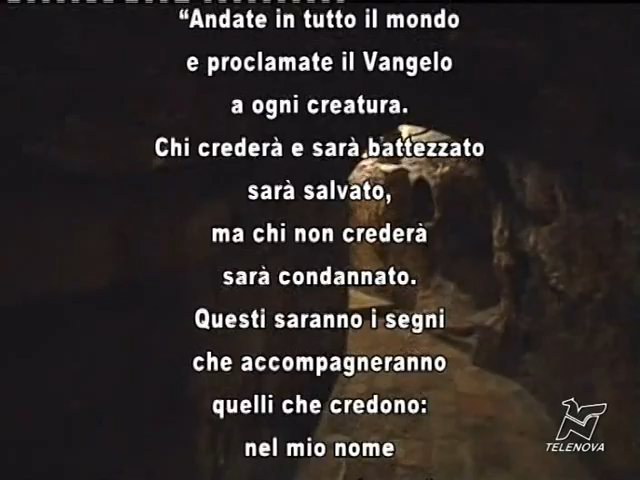 “Andate in tutto il mondo
e proclamate il Vangelo
a ogni creatura.
Chi crederà e sarà battezzato
sarà salvato,
ma chi non crederà
sarà condannato.
Questi saranno i segni
che accompagneranno
quelli che credono:
nel mio nome
TELENOVA